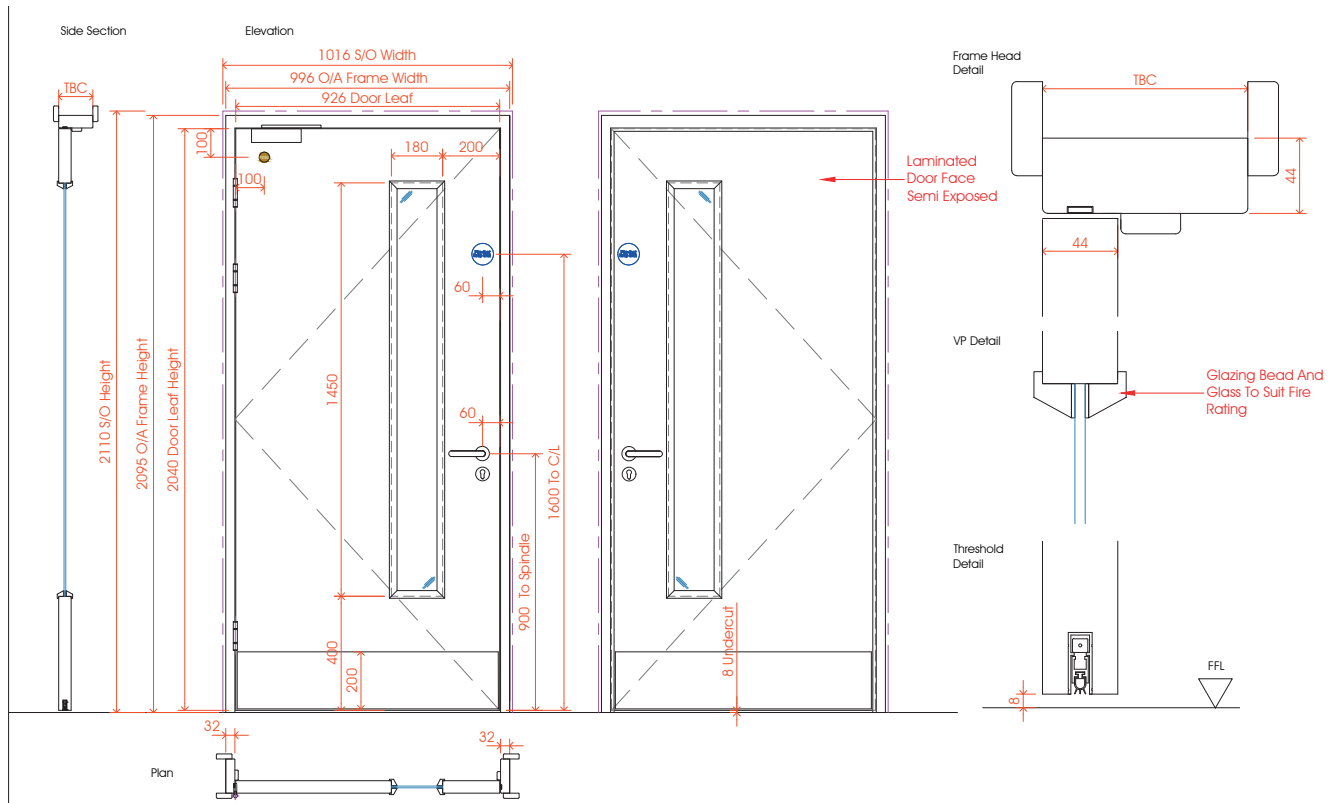 Side Section
Elevation
1016 S/O Width
996 O/A Frame Width
926 Door Leaf
TBC
100
100
180
200
60
60
1450
400
200
2110 S/O Height
2095 O/A Frame Height
2040 Door Leaf Height
900 To Spindle
1600 To C/L
8 Undercut
Laminated
Door Face
Semi Exposed
Frame Head
Detail
TBC
44
44
VP Detail
Glazing Bead And
Glass To Suit Fire
Rating
Threshold
Detail
8
FFL
32
32
Plan